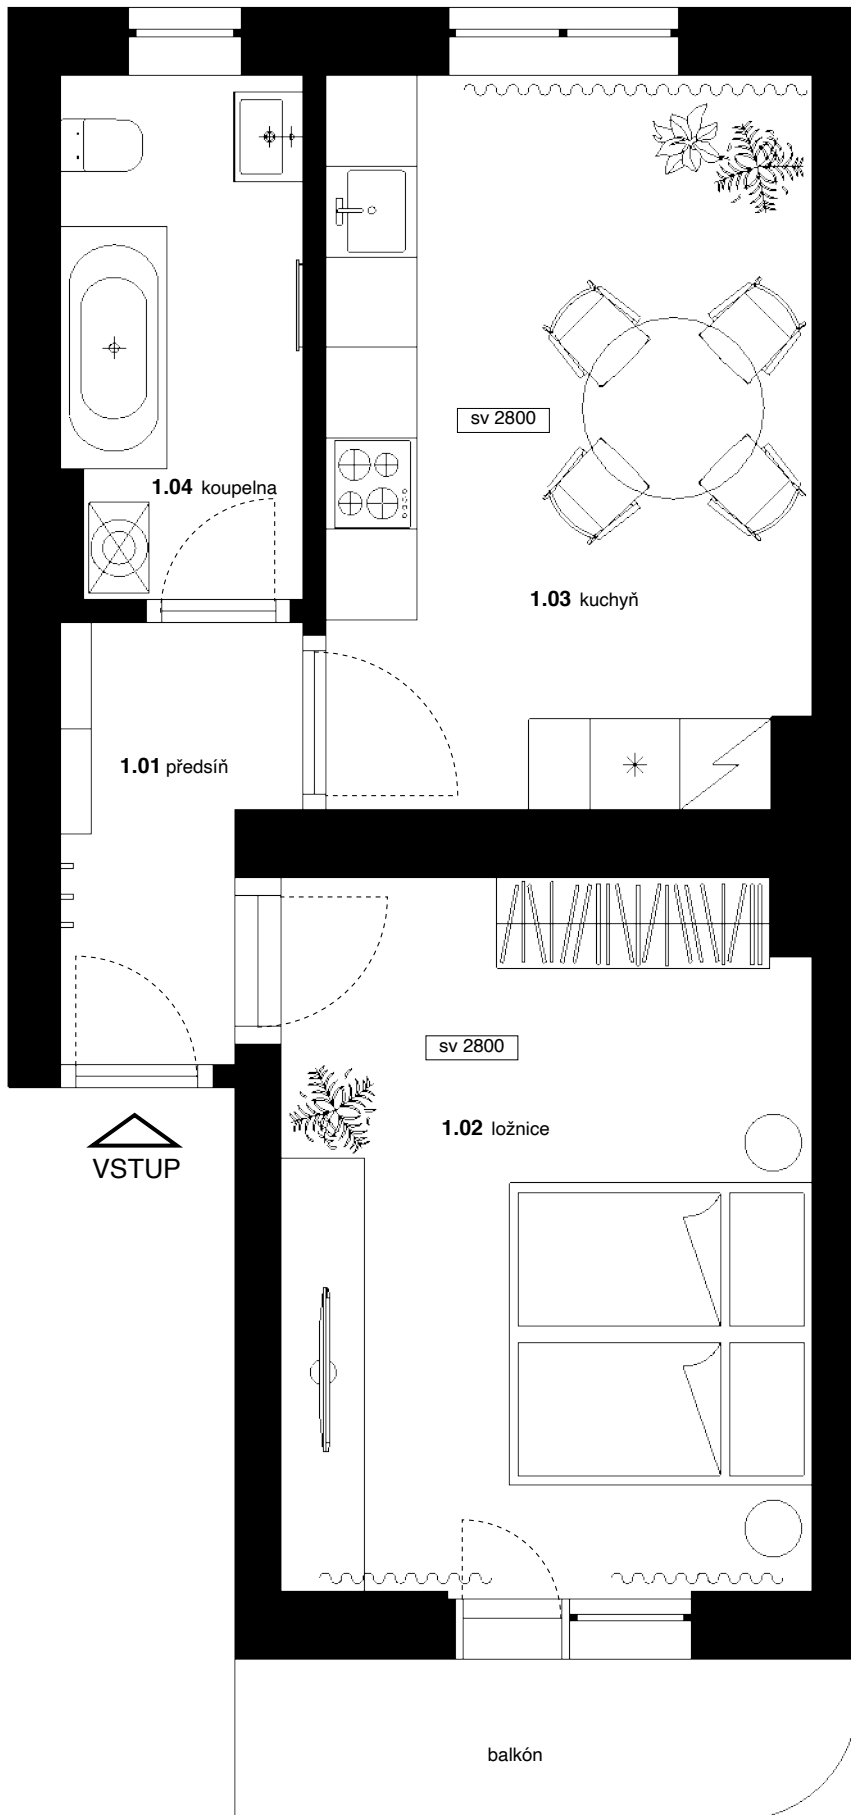 1.04 koupelna
sv 2800
1.03 kuchyň
1.01 předsíň
sv 2800
1.02 ložnice
VSTUP
balkón